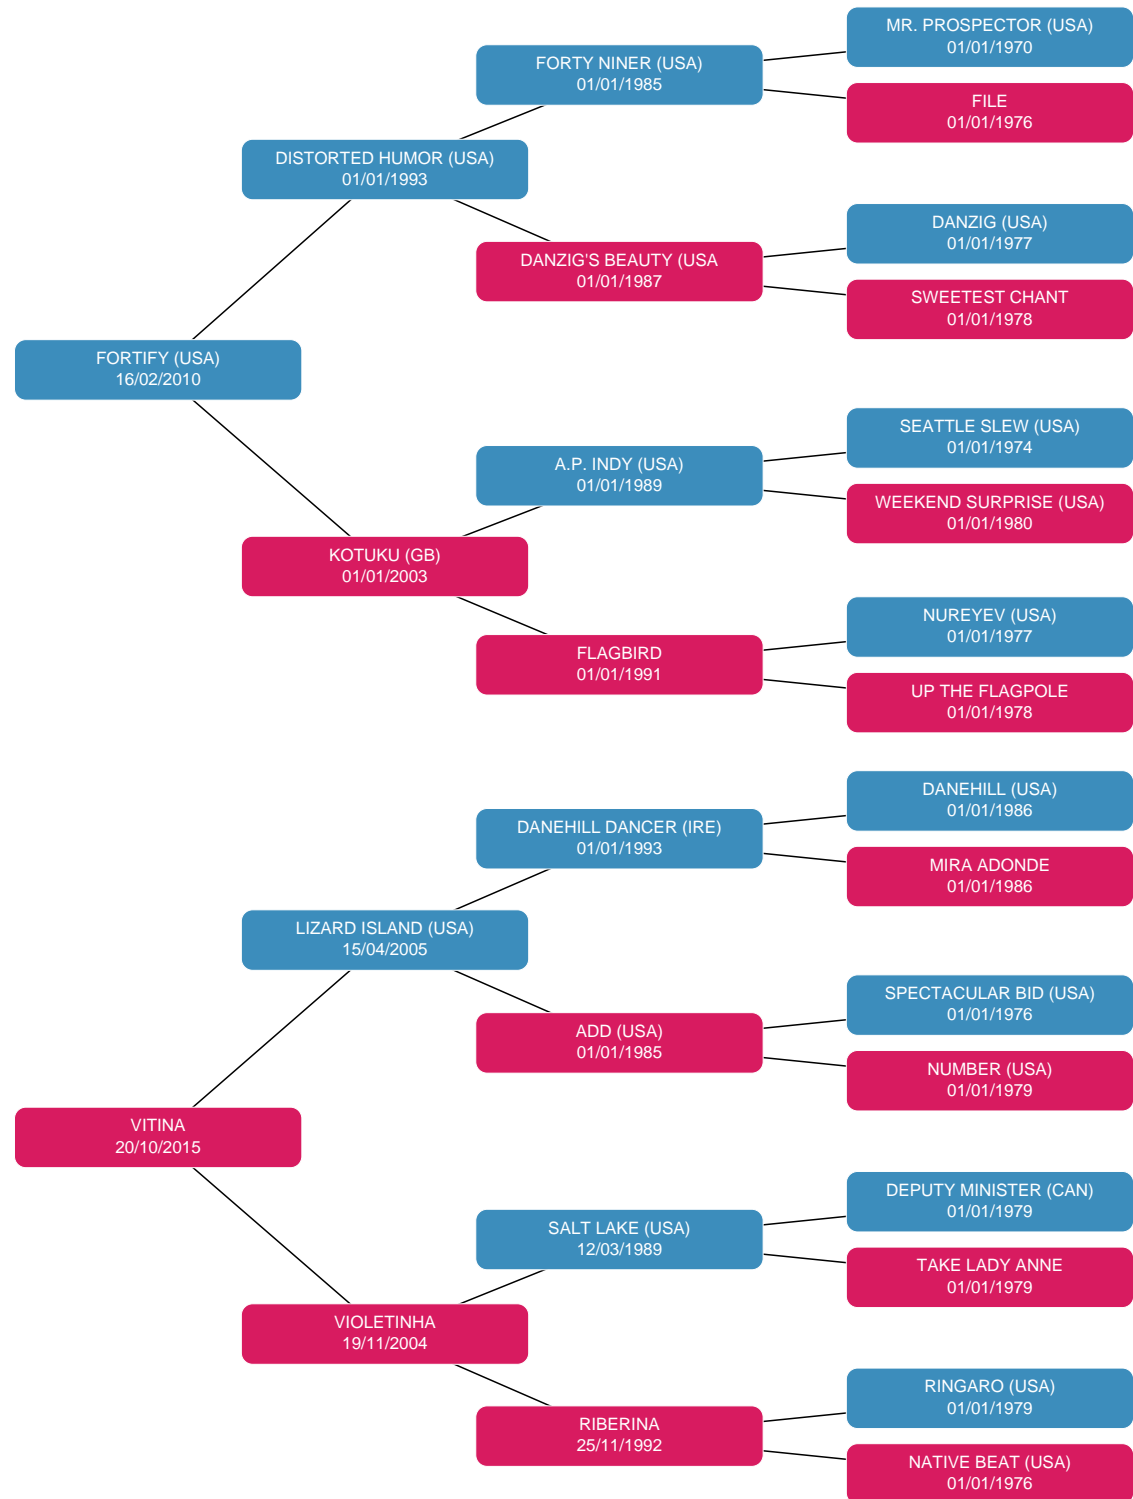 MR. PROSPECTOR (USA)
01/01/1970
FORTY NINER (USA)
01/01/1985
FILE
01/01/1976
DISTORTED HUMOR (USA)
01/01/1993
DANZIG (USA)
01/01/1977
DANZIG'S BEAUTY (USA
01/01/1987
SWEETEST CHANT
01/01/1978
FORTIFY (USA)
16/02/2010
SEATTLE SLEW (USA)
01/01/1974
A.P. INDY (USA)
01/01/1989
WEEKEND SURPRISE (USA)
01/01/1980
KOTUKU (GB)
01/01/2003
NUREYEV (USA)
01/01/1977
FLAGBIRD
01/01/1991
UP THE FLAGPOLE
01/01/1978
DANEHILL (USA)
01/01/1986
DANEHILL DANCER (IRE)
01/01/1993
MIRA ADONDE
01/01/1986
LIZARD ISLAND (USA)
15/04/2005
SPECTACULAR BID (USA)
01/01/1976
ADD (USA)
01/01/1985
NUMBER (USA)
01/01/1979
VITINA
20/10/2015
DEPUTY MINISTER (CAN)
01/01/1979
SALT LAKE (USA)
12/03/1989
TAKE LADY ANNE
01/01/1979
VIOLETINHA
19/11/2004
RINGARO (USA)
01/01/1979
RIBERINA
25/11/1992
NATIVE BEAT (USA)
01/01/1976